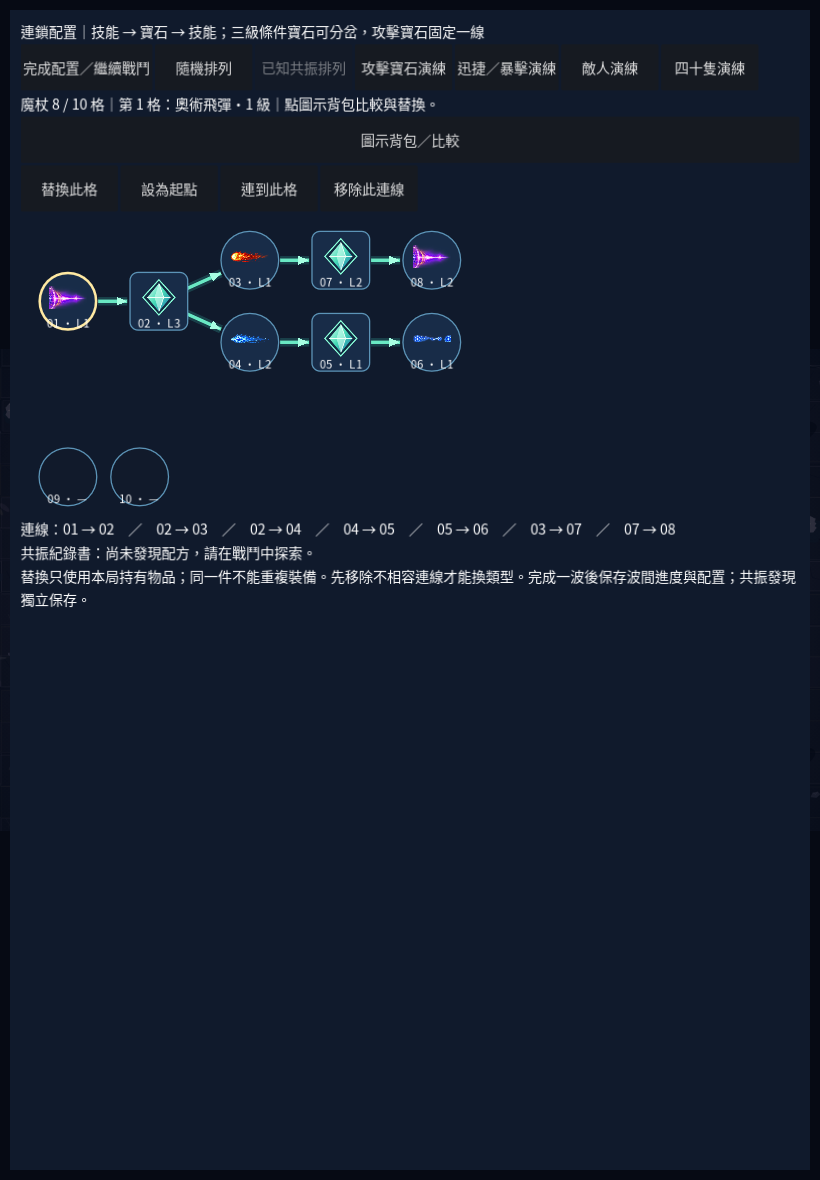 連鎖配置｜技能 → 寶石 → 技能；三級條件寶石可分岔，攻擊寶石固定一線
完成配置／繼續戰鬥 隨機排列 已知共振排列 攻擊寶石演練 迅捷／暴擊演練 敵人演練 四十隻演練
魔杖 8 / 10 格｜第 1 格：奧術飛彈・1 級｜點圖示背包比較與替換。
圖示背包／比較
替換此格 設為起點 連到此格 移除此連線
03・L1 07・L2 08・L2
01・L1 02・L3
04・L2 05・L1 06・L1
09・— 10・—
連線：01 → 02 ／ 02 → 03 ／ 02 → 04 ／ 04 → 05 ／ 05 → 06 ／ 03 → 07 ／ 07 → 08
共振紀錄書：尚未發現配方，請在戰鬥中探索。
替換只使用本局持有物品；同一件不能重複裝備。先移除不相容連線才能換類型。完成一波後保存波間進度與配置；共振發現
獨立保存。